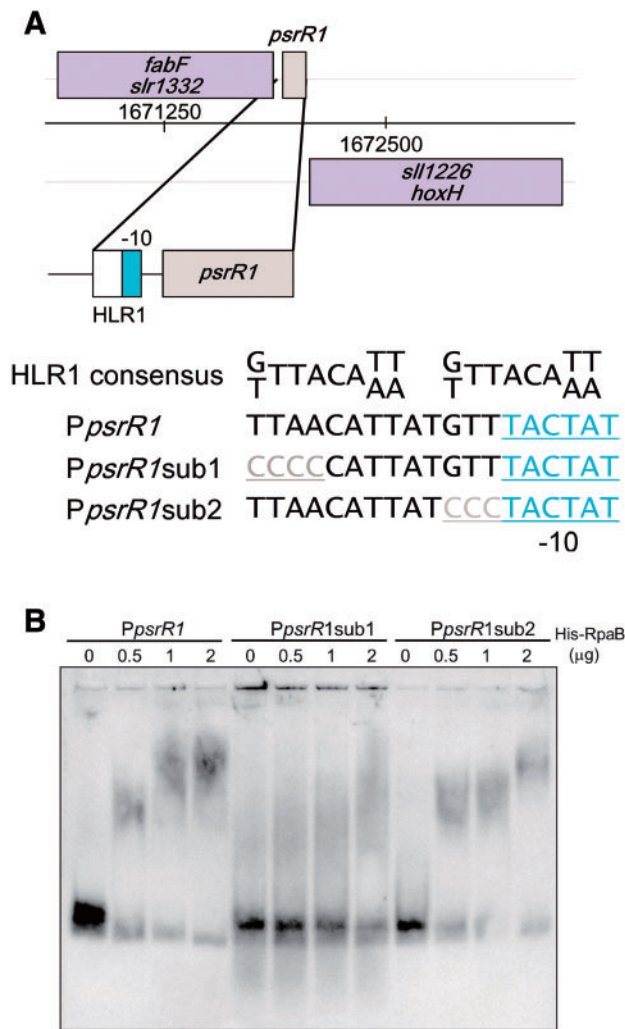 A
psrR1
fabF
slr1332
1671250
1672500
sll1226
hoxH
-10
psrR1
HLR1
HLR1 consensus G/T TTACA TT/AA G/T TTACA TT/AA
PpsrR1 TTAACATTATGTTTACTAT
PpsrR1sub1 CCCCCATTATGTTTACTAT
PpsrR1sub2 TTAACATTATCCCTACTAT
-10
B
PpsrR1 PpsrR1sub1 PpsrR1sub2 His-RpaB
0 0.5 1 2 0 0.5 1 2 0 0.5 1 2 (μg)